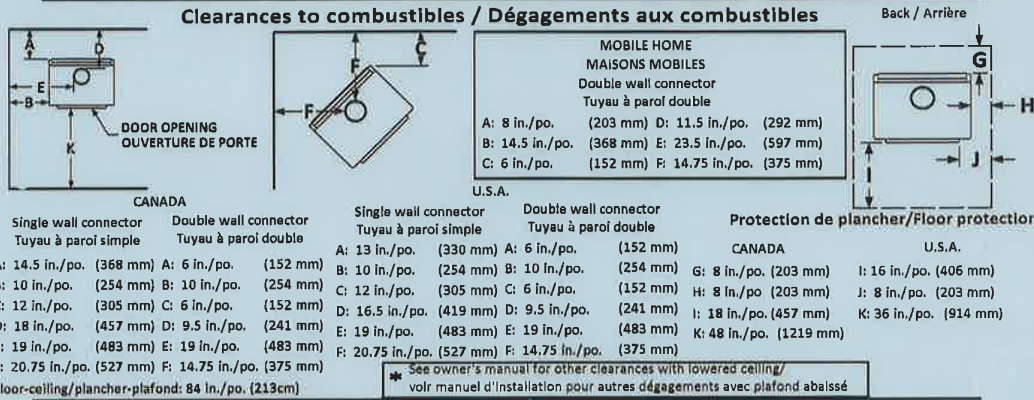 Clearances to combustibles / Dégagements aux combustibles
A
D
E
B
K
DOOR OPENING
OUVERTURE DE PORTE
F
C
F
MOBILE HOME
MAISONS MOBILES
Double wall connector
Tuyau à paroi double
A: 8 in./po. (203 mm) D: 11.5 in./po. (292 mm)
B: 14.5 in./po. (368 mm) E: 23.5 in./po. (597 mm)
C: 6 in./po. (152 mm) F: 14.75 in./po. (375 mm)
Back / Arrière
G
H
I
J
CANADA
Single wall connector
Tuyau à paroi simple
A: 14.5 in./po. (368 mm)
: 10 in./po. (254 mm)
: 12 in./po. (305 mm)
: 18 in./po. (457 mm)
: 19 in./po. (483 mm)
: 20.75 in./po. (527 mm)
Double wall connector
Tuyau à paroi double
A: 6 in./po. (152 mm)
B: 10 in./po. (254 mm)
C: 6 in./po. (152 mm)
D: 9.5 in./po. (241 mm)
E: 19 in./po. (483 mm)
F: 14.75 in./po. (375 mm)
loor-ceiling/plancher-plafond: 84 in./po. (213cm)
U.S.A.
Single wall connector
Tuyau à paroi simple
A: 13 in./po. (330 mm)
B: 10 in./po. (254 mm)
C: 12 in./po. (305 mm)
D: 16.5 in./po. (419 mm)
E: 19 in./po. (483 mm)
F: 20.75 in./po. (527 mm)
Double wall connector
Tuyau à paroi double
A: 6 in./po. (152 mm)
B: 10 in./po. (254 mm)
C: 6 in./po. (152 mm)
D: 9.5 in./po. (241 mm)
E: 19 in./po. (483 mm)
F: 14.75 in./po. (375 mm)
Protection de plancher/Floor protection
CANADA
G: 8 in./po. (203 mm)
H: 8 in./po (203 mm)
I: 18 in./po. (457 mm)
K: 48 in./po. (1219 mm)
U.S.A.
I: 16 in./po. (406 mm)
J: 8 in./po. (203 mm)
K: 36 in./po. (914 mm)
* See owner's manual for other clearances with lowered ceiling/
voir manuel d'installation pour autres dégagements avec plafond abaissé